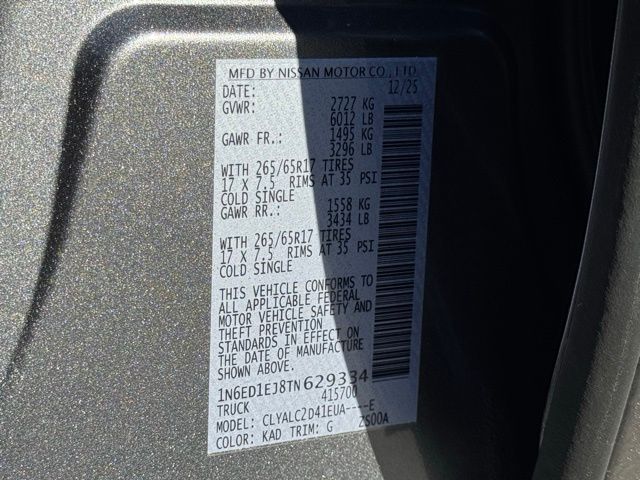 MFD BY NISSAN MOTOR CO., LTD.
DATE: 12/25
GVWR: 2727 KG
6012 LB
GAWR FR.: 1495 KG
3296 LB
WITH 265/65R17 TIRES
17 X 7.5 RIMS AT 35 PSI
COLD SINGLE
GAWR RR.: 1558 KG
3434 LB
WITH 265/65R17 TIRES
17 X 7.5 RIMS AT 35 PSI
COLD SINGLE
THIS VEHICLE CONFORMS TO
ALL APPLICABLE FEDERAL
MOTOR VEHICLE SAFETY AND
THEFT PREVENTION
STANDARDS IN EFFECT ON
THE DATE OF MANUFACTURE
SHOWN ABOVE.
1N6ED1EJ8TN629334
TRUCK 415700
MODEL: CLYALC2D41EUA----E
COLOR: KAD TRIM: G ZS00A